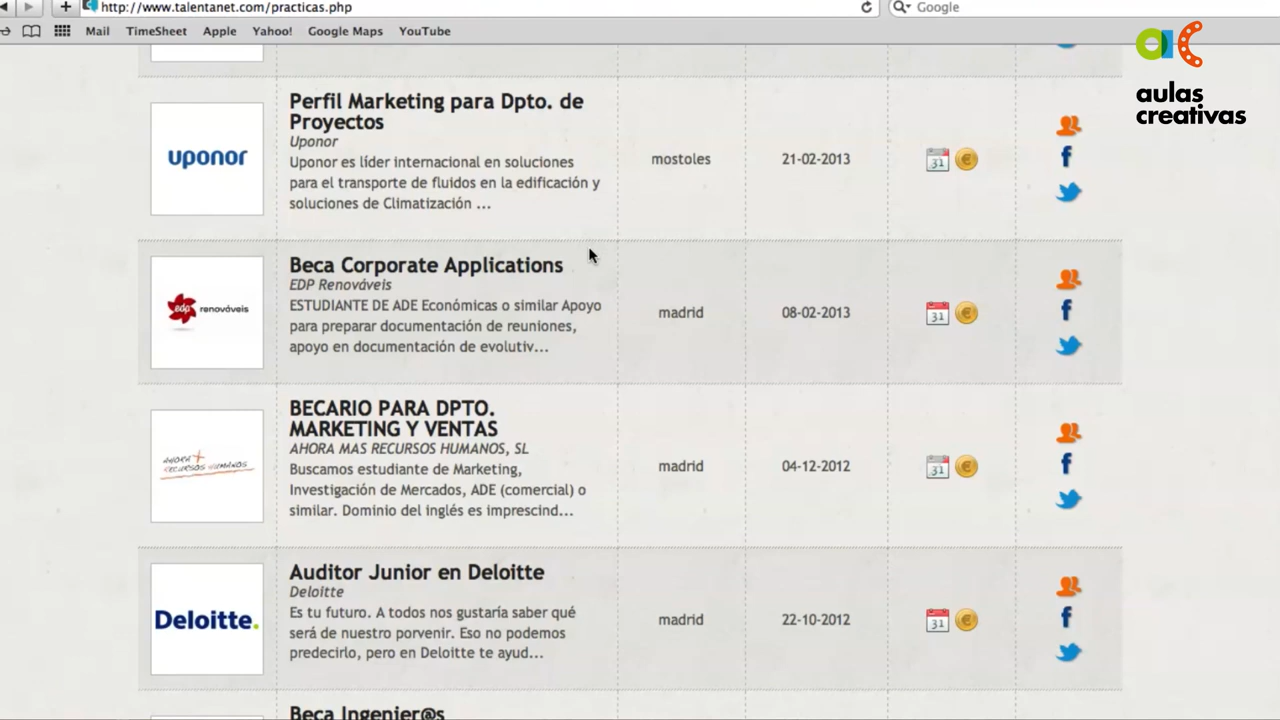 http://www.talentanet.com/practicas.php
Google
Mail TimeSheet Apple Yahoo! Google Maps YouTube
aulas
creativas
Perfil Marketing para Dpto. de
Proyectos
Uponor
Uponor es líder internacional en soluciones
para el transporte de fluidos en la edificación y
soluciones de Climatización ...
uponor
mostoles
21-02-2013
31
Beca Corporate Applications
EDP Renováveis
ESTUDIANTE DE ADE Económicas o similar Apoyo
para preparar documentación de reuniones,
apoyo en documentación de evolutiv...
edp renováveis
madrid
08-02-2013
31
BECARIO PARA DPTO.
MARKETING Y VENTAS
AHORA MAS RECURSOS HUMANOS, SL
Buscamos estudiante de Marketing,
Investigación de Mercados, ADE (comercial) o
similar. Dominio del inglés es imprescind...
AHORA +
RECURSOS HUMANOS
madrid
04-12-2012
31
Auditor Junior en Deloitte
Deloitte
Es tu futuro. A todos nos gustaría saber qué
será de nuestro porvenir. Eso no podemos
predecirlo, pero en Deloitte te ayud...
Deloitte.
madrid
22-10-2012
31
Beca Ingenier@s